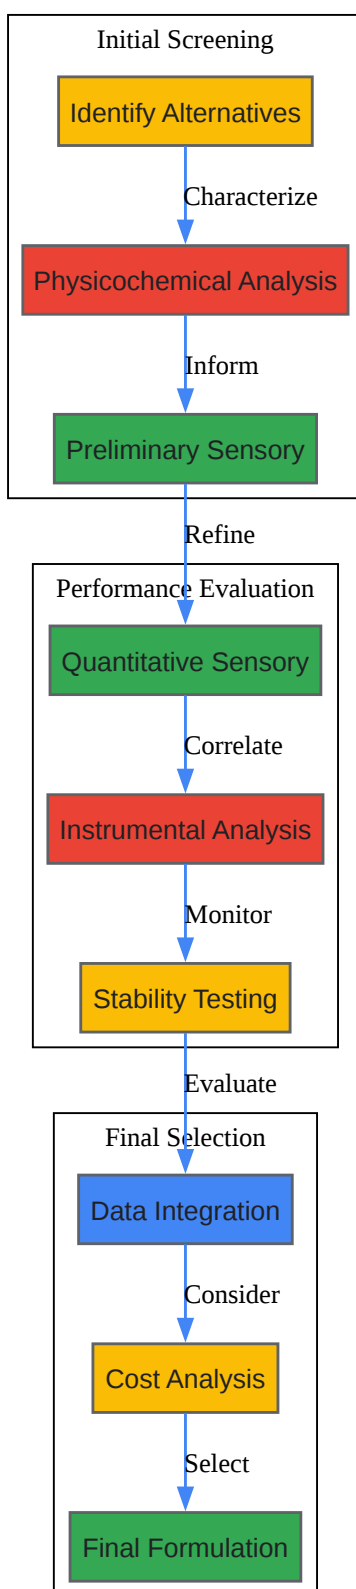 Initial Screening
Identify Alternatives
Characterize
Physicochemical Analysis
Inform
Preliminary Sensory
Refine
Performance Evaluation
Quantitative Sensory
Correlate
Instrumental Analysis
Monitor
Stability Testing
Evaluate
Final Selection
Data Integration
Consider
Cost Analysis
Select
Final Formulation